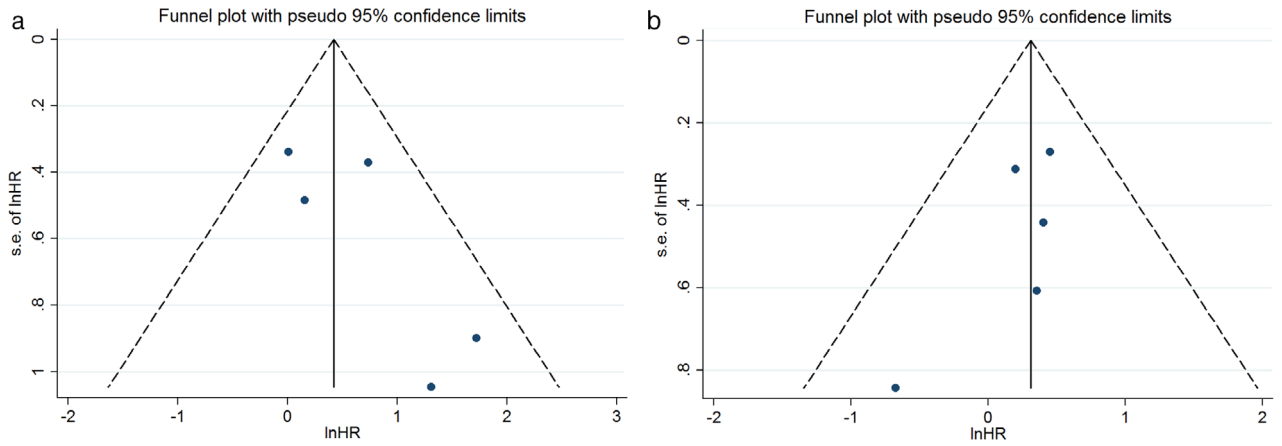 a
Funnel plot with pseudo 95% confidence limits
s.e. of lnHR
0
.2
.4
.6
.8
1
-2
-1
0
1
2
3
lnHR
b
Funnel plot with pseudo 95% confidence limits
s.e. of lnHR
0
.2
.4
.6
.8
-2
-1
0
1
2
lnHR